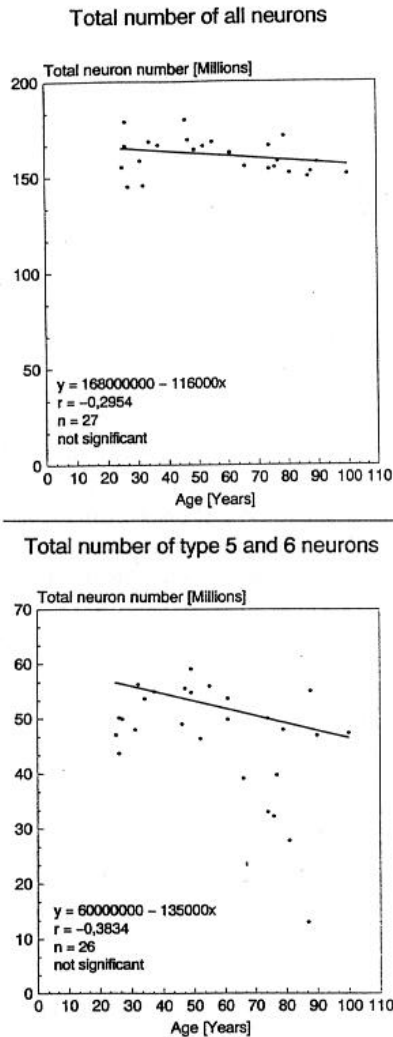 Total number of all neurons
Total neuron number [Millions]
200
150
100
50
0
y = 168000000 – 116000x
r = –0,2954
n = 27
not significant
0 10 20 30 40 50 60 70 80 90 100 110
Age [Years]
Total number of type 5 and 6 neurons
Total neuron number [Millions]
70
60
50
40
30
20
10
0
y = 60000000 – 135000x
r = –0,3834
n = 26
not significant
0 10 20 30 40 50 60 70 80 90 100 110
Age [Years]